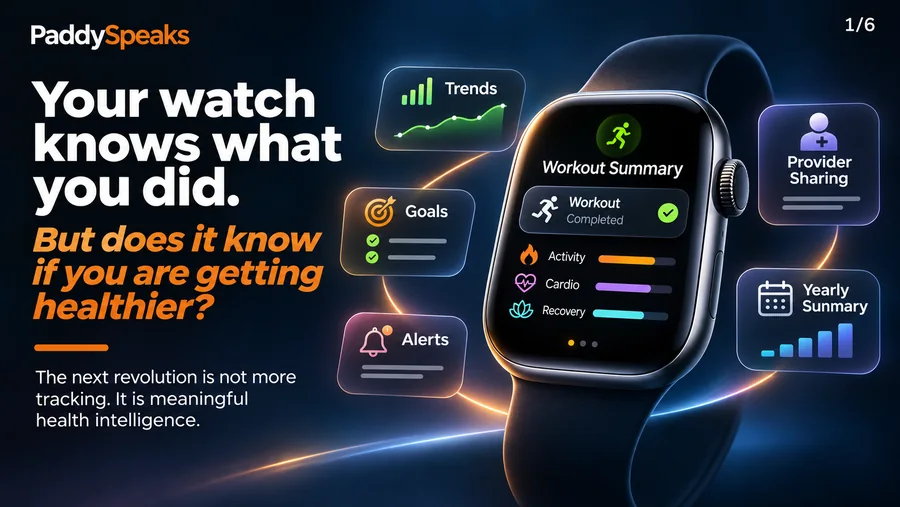 PaddySpeaks
1/6
Your watch
knows what
you did.
But does it know
if you are getting
healthier?
The next revolution is not more
tracking. It is meaningful
health intelligence.
Trends
Goals
Alerts
Workout Summary
Workout
Completed
Activity
Cardio
Recovery
Provider
Sharing
Yearly
Summary